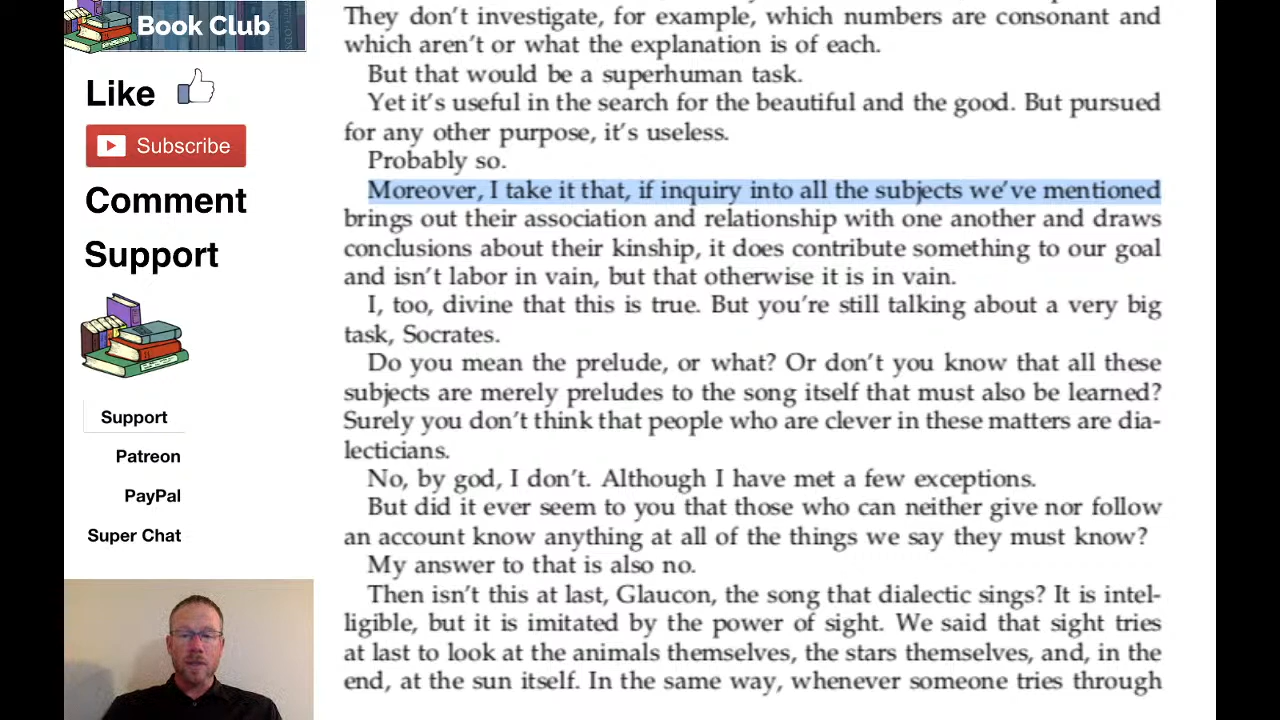 Book Club
Like
Subscribe
Comment
Support
Support
Patreon
PayPal
Super Chat
They don't investigate, for example, which numbers are consonant and
which aren't or what the explanation is of each.
But that would be a superhuman task.
Yet it's useful in the search for the beautiful and the good. But pursued
for any other purpose, it's useless.
Probably so.
Moreover, I take it that, if inquiry into all the subjects we've mentioned
brings out their association and relationship with one another and draws
conclusions about their kinship, it does contribute something to our goal
and isn't labor in vain, but that otherwise it is in vain.
I, too, divine that this is true. But you're still talking about a very big
task, Socrates.
Do you mean the prelude, or what? Or don't you know that all these
subjects are merely preludes to the song itself that must also be learned?
Surely you don't think that people who are clever in these matters are dia-
lecticians.
No, by god, I don't. Although I have met a few exceptions.
But did it ever seem to you that those who can neither give nor follow
an account know anything at all of the things we say they must know?
My answer to that is also no.
Then isn't this at last, Glaucon, the song that dialectic sings? It is intel-
ligible, but it is imitated by the power of sight. We said that sight tries
at last to look at the animals themselves, the stars themselves, and, in the
end, at the sun itself. In the same way, whenever someone tries through